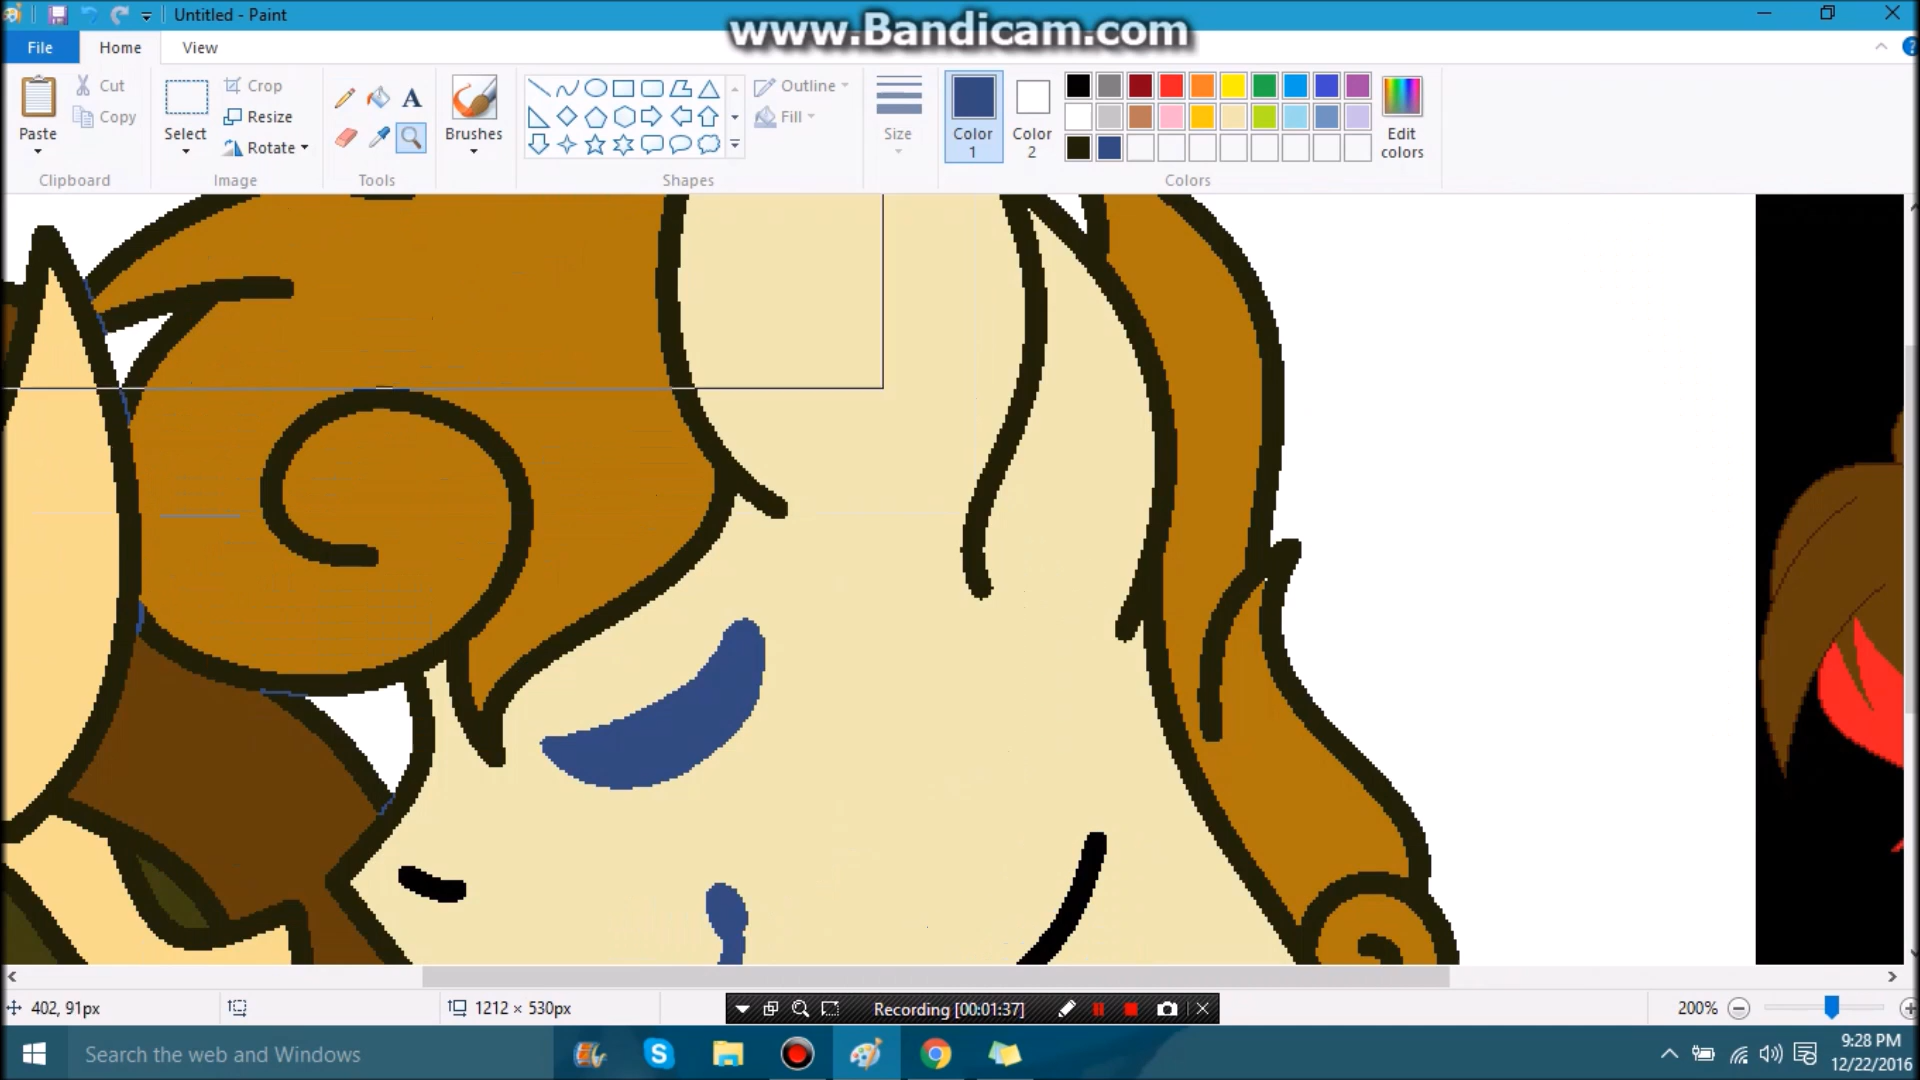 Untitled - Paint
www.Bandicam.com
File
Home
View
Paste
Cut
Copy
Clipboard
Select
Crop
Resize
Rotate
Image
A
Tools
Brushes
Shapes
Outline
Fill
Size
Color 1
Color 2
Edit colors
Colors
402, 91px
1212 × 530px
Recording [00:01:37]
200%
Search the web and Windows
9:28 PM
12/22/2016